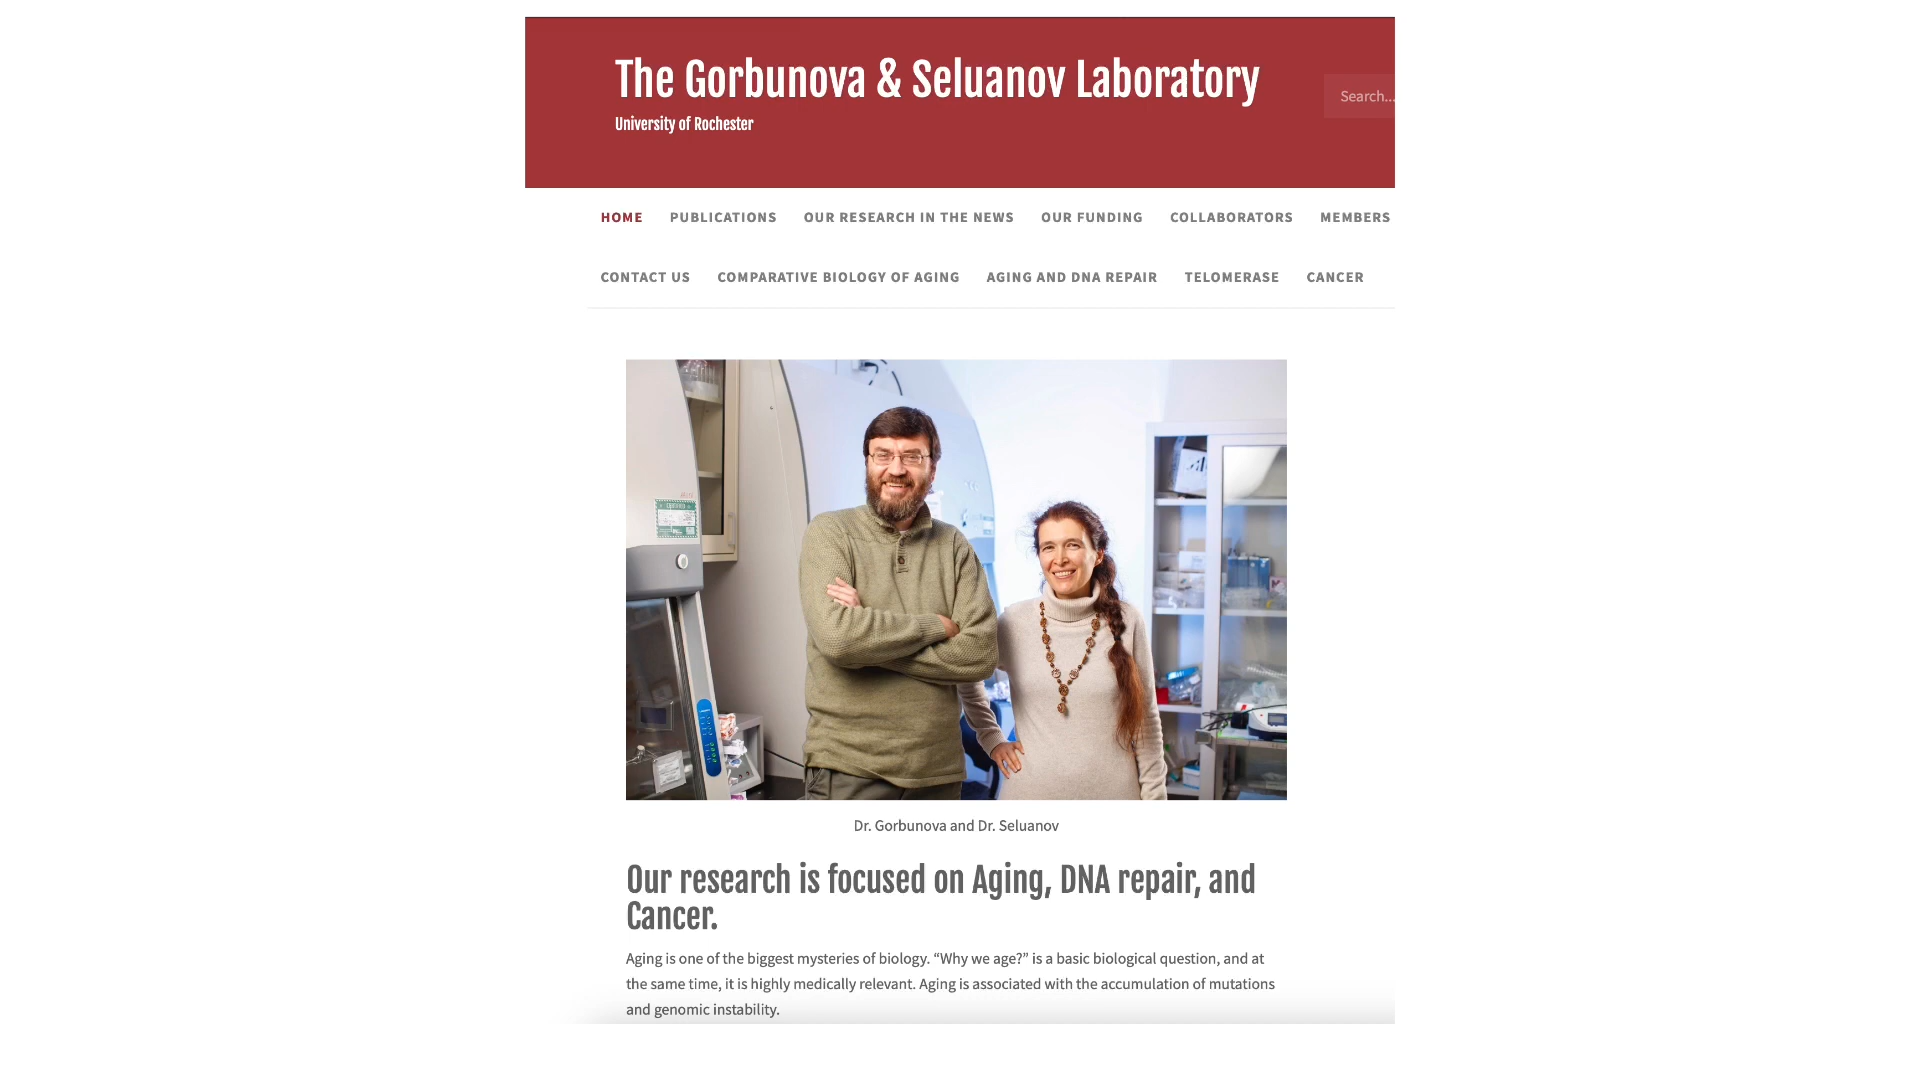 The Gorbunova & Seluanov Laboratory
University of Rochester
Search...
HOME PUBLICATIONS OUR RESEARCH IN THE NEWS OUR FUNDING COLLABORATORS MEMBERS
CONTACT US COMPARATIVE BIOLOGY OF AGING AGING AND DNA REPAIR TELOMERASE CANCER
Dr. Gorbunova and Dr. Seluanov
Our research is focused on Aging, DNA repair, and
Cancer.
Aging is one of the biggest mysteries of biology. “Why we age?” is a basic biological question, and at
the same time, it is highly medically relevant. Aging is associated with the accumulation of mutations
and genomic instability.